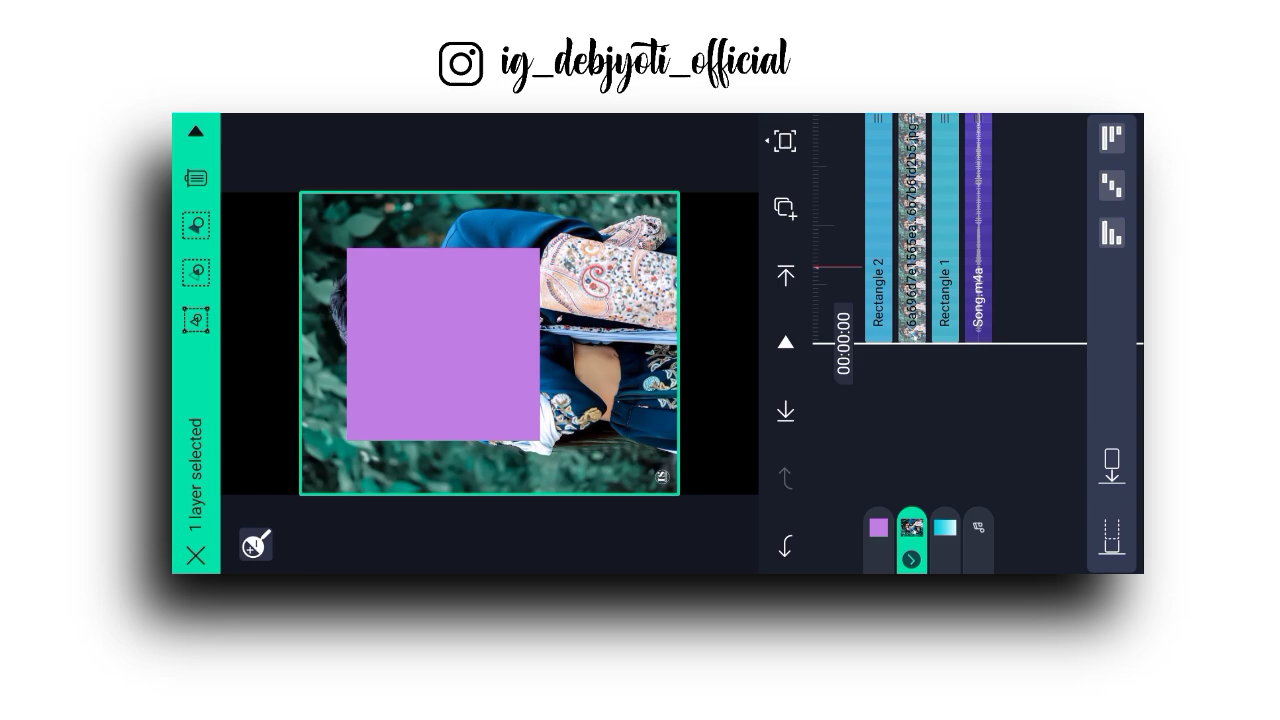 ig_debjyoti_official
1 layer selected
00:00:00
Rectangle 2
Rectangle 1
Song.m4a